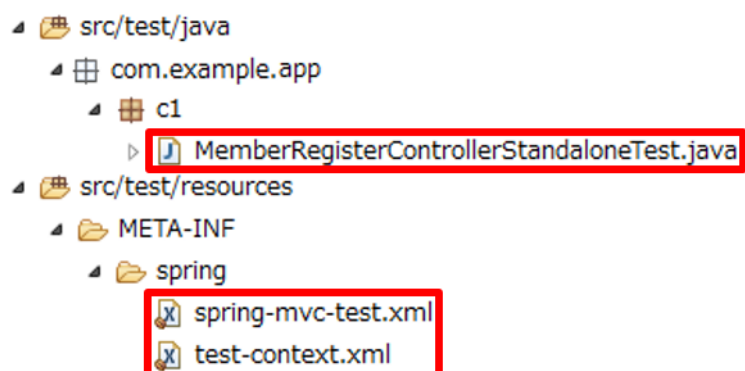 src/test/java
com.example.app
c1
MemberRegisterControllerStandaloneTest.java
src/test/resources
META-INF
spring
spring-mvc-test.xml
test-context.xml